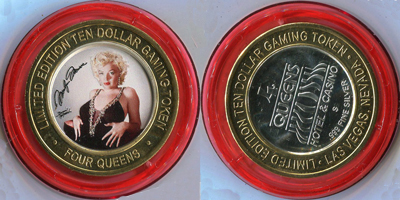 LIMITED EDITION TEN DOLLAR GAMING TOKEN
FOUR QUEENS
LIMITED EDITION TEN DOLLAR GAMING TOKEN
QUEENS
HOTEL & CASINO
S
.999 FINE SILVER
LAS VEGAS, NEVADA